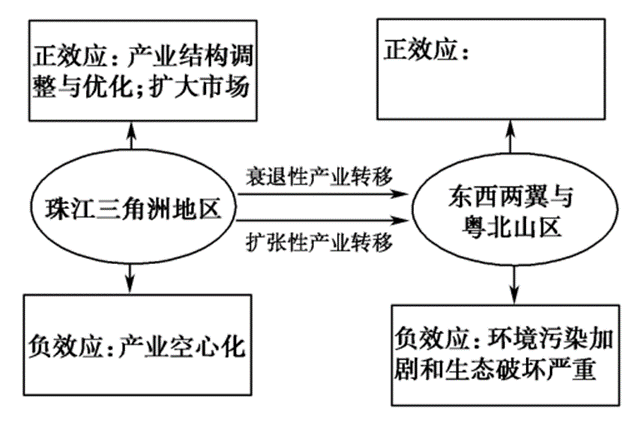 正效应：产业结构调
整与优化；扩大市场
正效应：
珠江三角洲地区
衰退性产业转移
扩张性产业转移
东西两翼与
粤北山区
负效应：产业空心化
负效应：环境污染加
剧和生态破坏严重